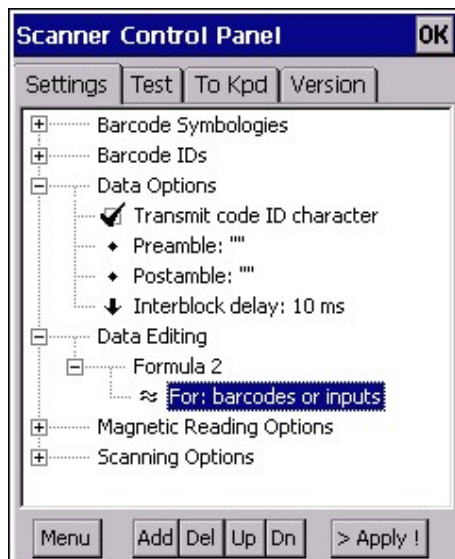 Scanner Control Panel OK
Settings Test To Kpd Version
Barcode Symbologies
Barcode IDs
Data Options
Transmit code ID character
Preamble: ""
Postamble: ""
Interblock delay: 10 ms
Data Editing
Formula 2
≈ For: barcodes or inputs
Magnetic Reading Options
Scanning Options
Menu Add Del Up Dn > Apply !